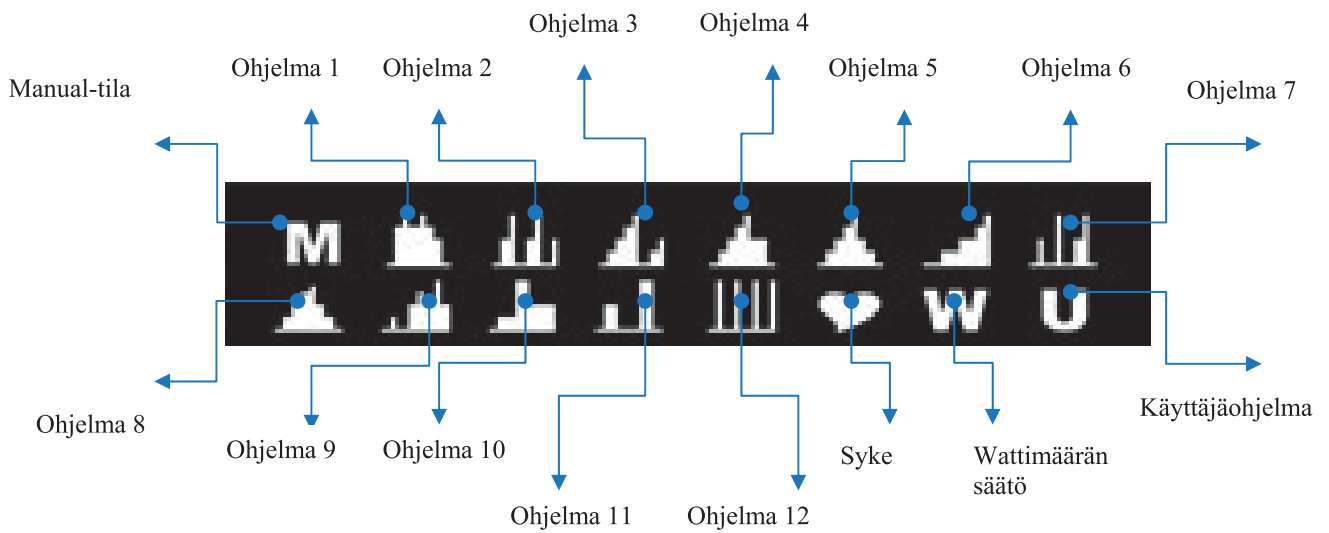 Ohjelma 3
Ohjelma 4
Ohjelma 1
Ohjelma 2
Ohjelma 5
Ohjelma 6
Manual-tila
Ohjelma 7
M
W
U
Käyttäjäohjelma
Ohjelma 8
Ohjelma 9
Ohjelma 10
Syke
Wattimäärän
säätö
Ohjelma 11
Ohjelma 12